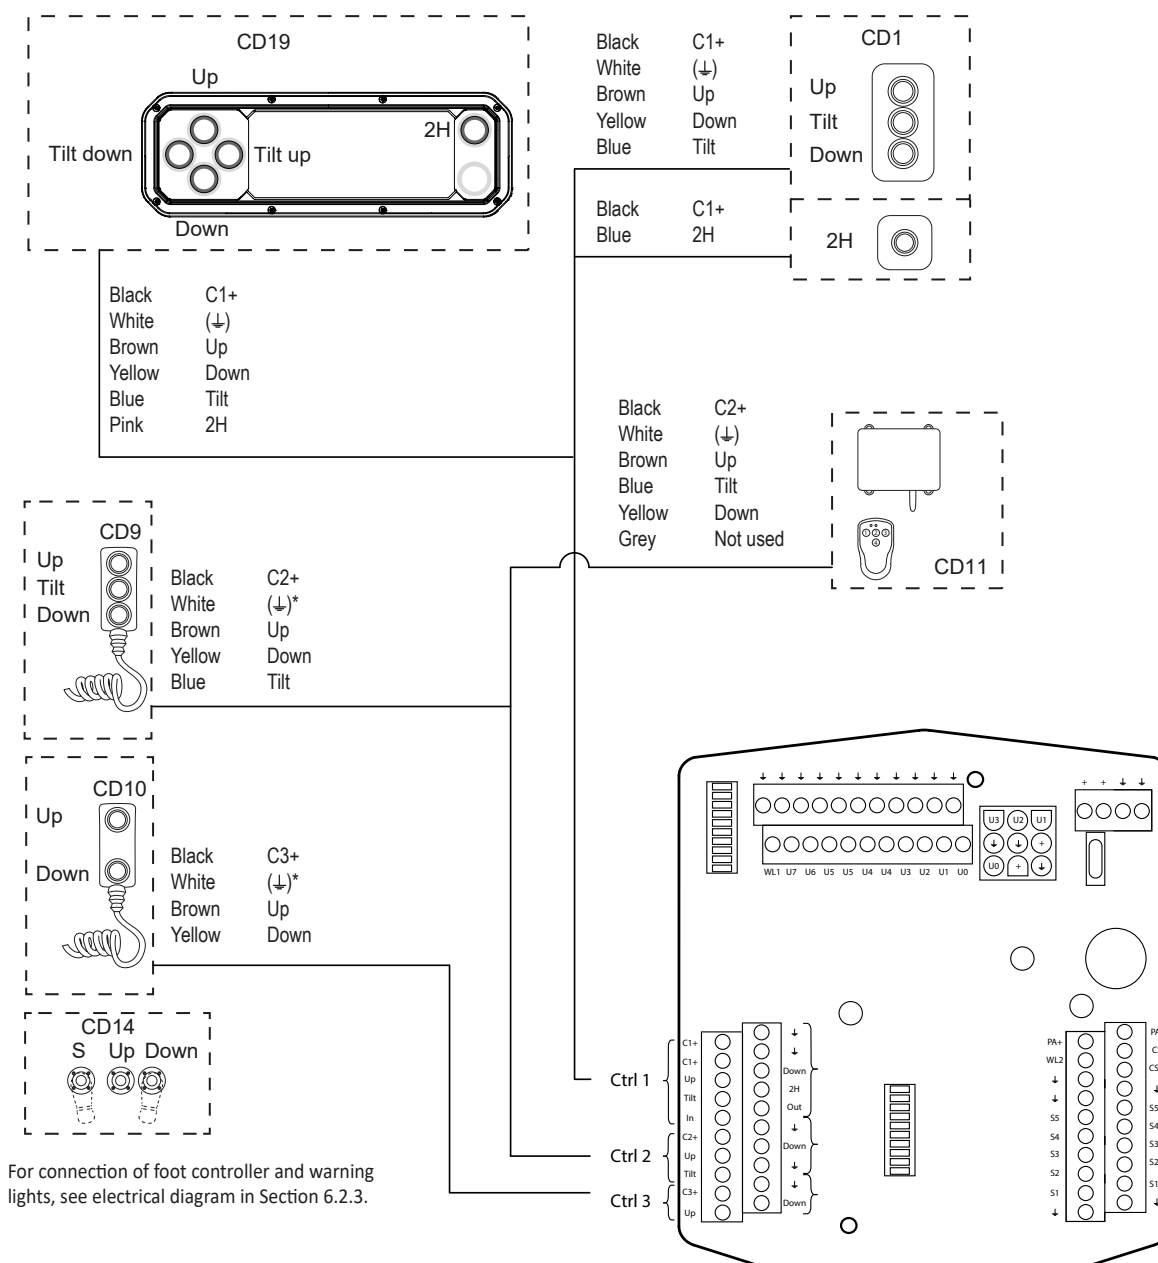 CD19
Up
2H
Tilt down
Tilt up
Down
Black C1+
White (⏚)
Brown Up
Yellow Down
Blue Tilt
Pink 2H
Black C1+
White (⏚)
Brown Up
Yellow Down
Blue Tilt
CD1
Up
Tilt
Down
Black C1+
Blue 2H
2H
Black C2+
White (⏚)
Brown Up
Blue Tilt
Yellow Down
Grey Not used
1 2 3
4
CD11
CD9
Up
Tilt
Down
Black C2+
White (⏚)*
Brown Up
Yellow Down
Blue Tilt
CD10
Up
Down
Black C3+
White (⏚)*
Brown Up
Yellow Down
CD14
S Up Down
For connection of foot controller and warning
lights, see electrical diagram in Section 6.2.3.
WL1 U7 U6 U5 U5 U4 U4 U3 U2 U1 U0
U3 U2 U1
+
U0 +
+ +
Ctrl 1
Ctrl 2
Ctrl 3
C1+
C1+
Up
Tilt
In
C2+
Up
Tilt
C3+
Up
Down
2H
Out
Down
Down
PA+
WL2
S5
S4
S3
S2
S1
PA
C
CS
S5
S4
S3
S2
S1